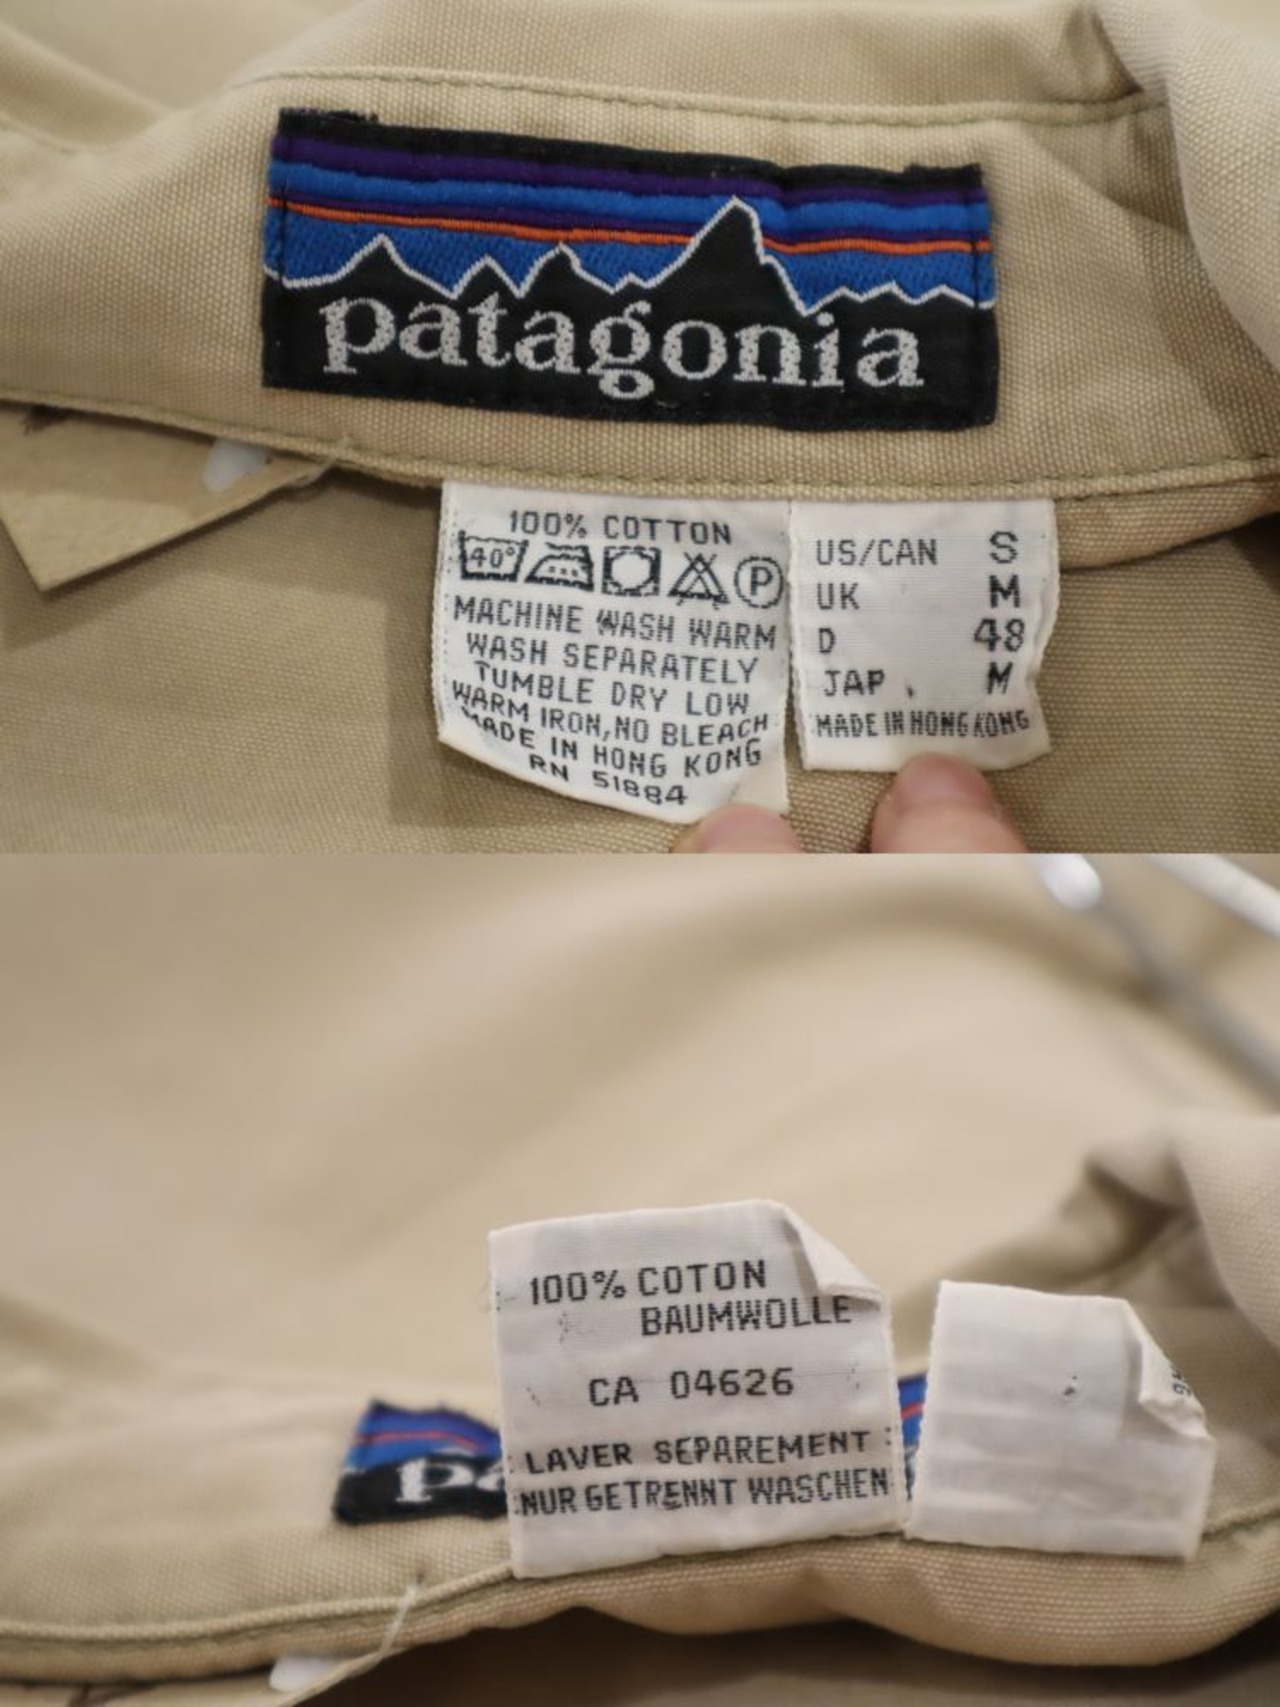 patagonia
100% COTTON
40° P
MACHINE WASH WARM
WASH SEPARATELY
TUMBLE DRY LOW
WARM IRON, NO BLEACH
MADE IN HONG KONG
RN 51884
US/CAN S
UK M
D 48
JAP. M
MADE IN HONG KONG
100% COTON
BAUMWOLLE
CA 04626
LAVER SEPAREMENT
NUR GETRENNT WASCHEN
pa